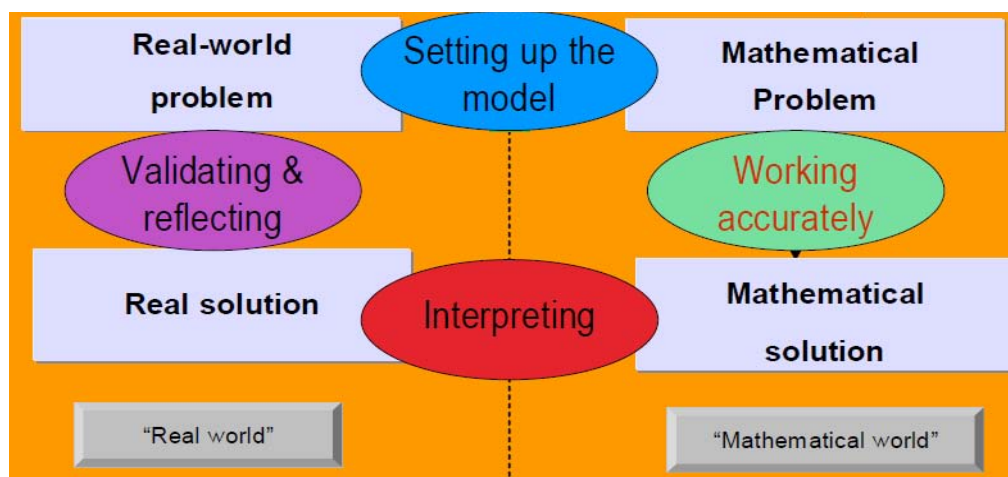 Real-world
problem
Setting up the
model
Mathematical
Problem
Validating &
reflecting
Working
accurately
Real solution
Interpreting
Mathematical
solution
“Real world”
“Mathematical world”